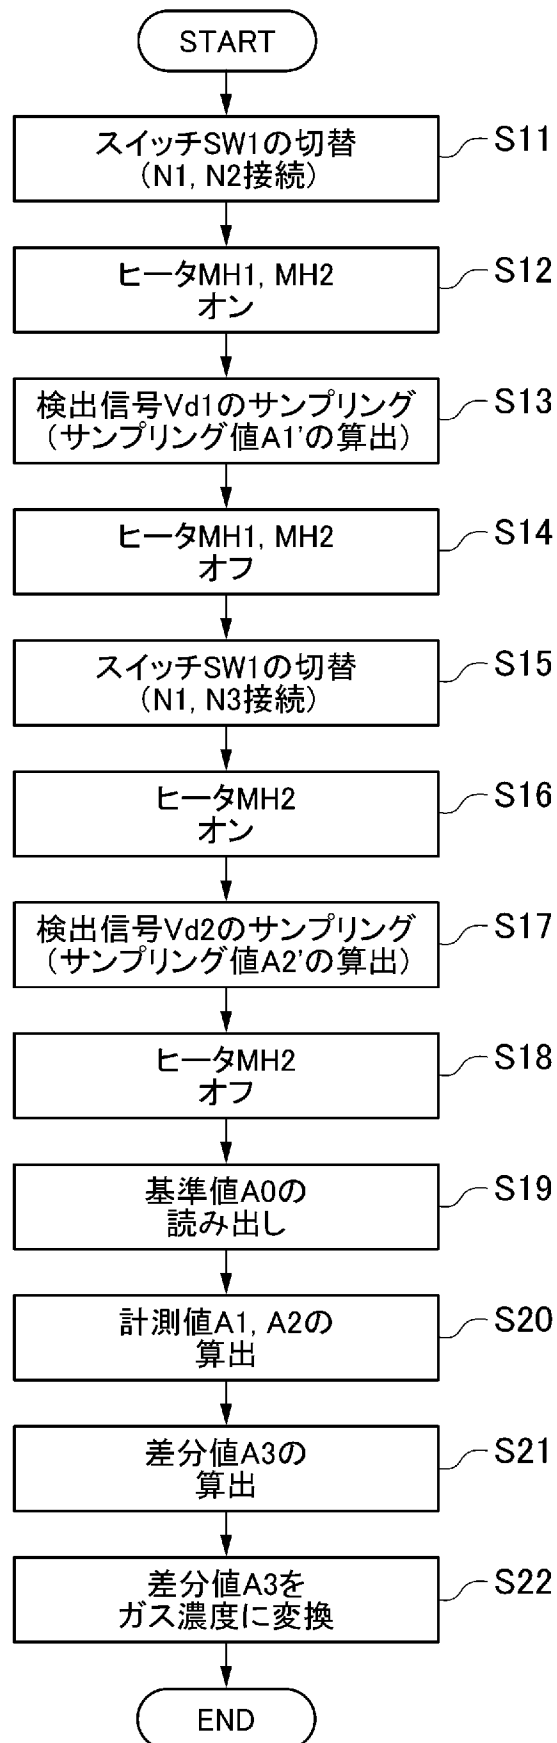 START
スイッチSW1の切替
(N1, N2接続)
S11
ヒータMH1, MH2
オン
S12
検出信号Vd1のサンプリング
(サンプリング値A1'の算出)
S13
ヒータMH1, MH2
オフ
S14
スイッチSW1の切替
(N1, N3接続)
S15
ヒータMH2
オン
S16
検出信号Vd2のサンプリング
(サンプリング値A2'の算出)
S17
ヒータMH2
オフ
S18
基準値A0の
読み出し
S19
計測値A1, A2の
算出
S20
差分値A3の
算出
S21
差分値A3を
ガス濃度に変換
S22
END